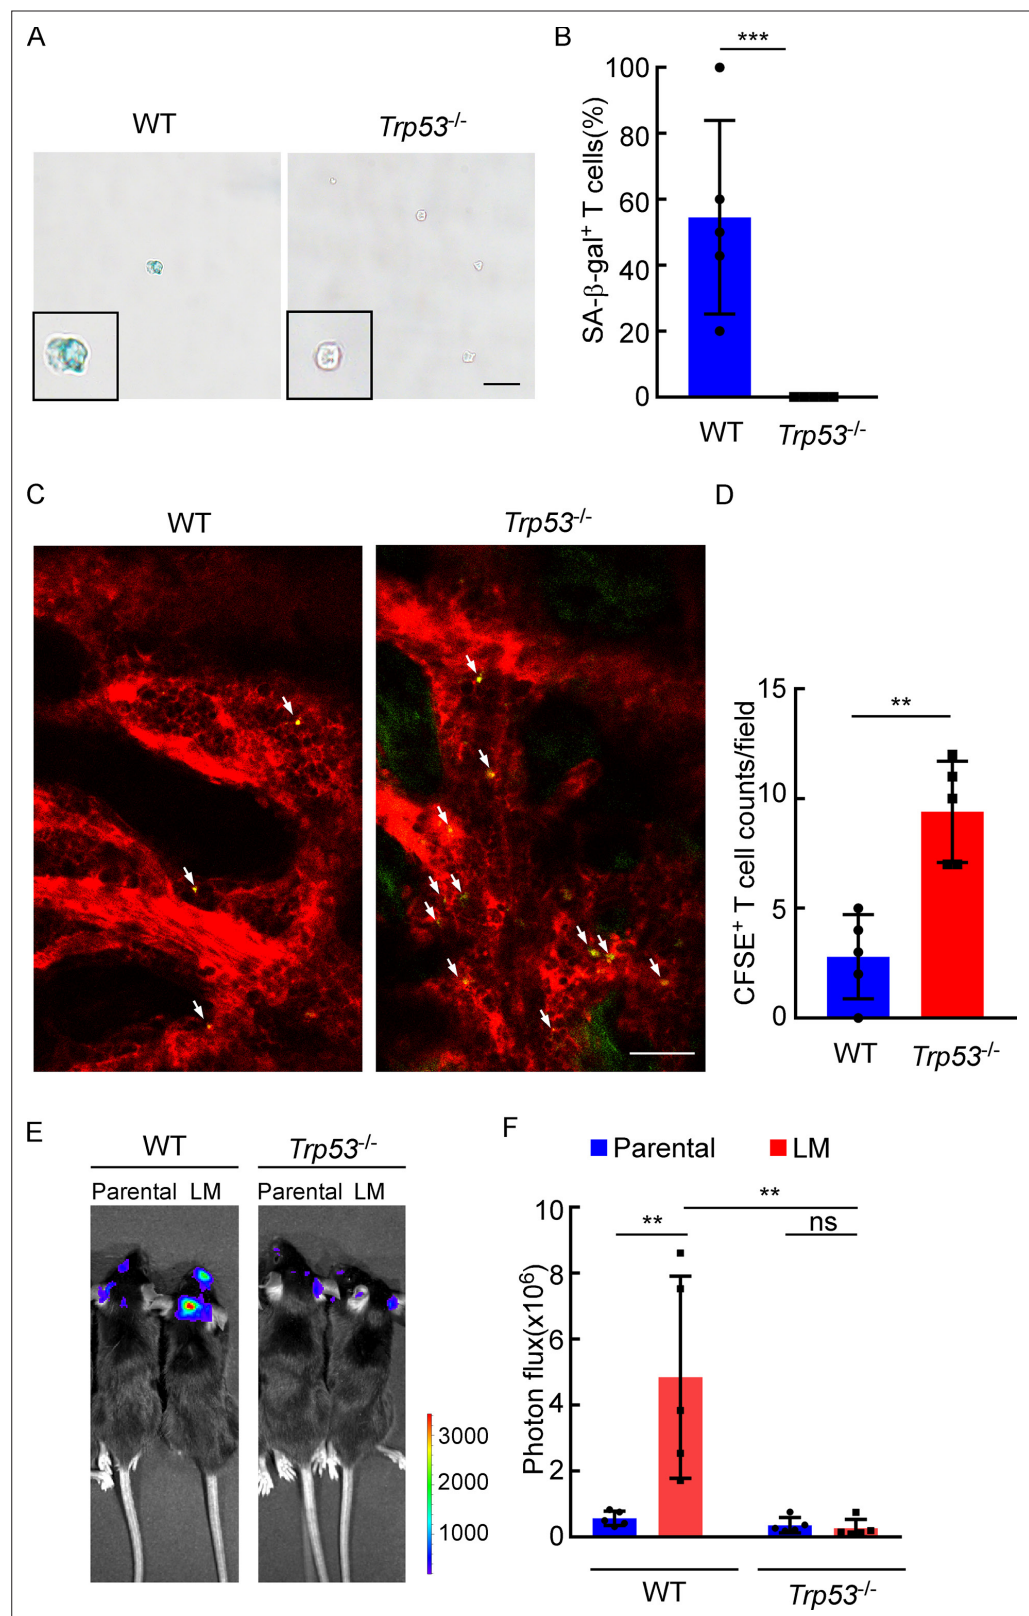 A
WT
Trp53-/-
B
***
SA-β-gal+ T cells(%)
100
80
60
40
20
0
WT
Trp53-/-
C
WT
Trp53-/-
D
**
CFSE+ T cell counts/field
15
10
5
0
WT
Trp53-/-
E
WT
Trp53-/-
Parental LM
Parental LM
3000
2000
1000
F
Parental
LM
**
**
ns
Photon flux(x10⁶)
10
8
6
4
2
0
WT
Trp53-/-